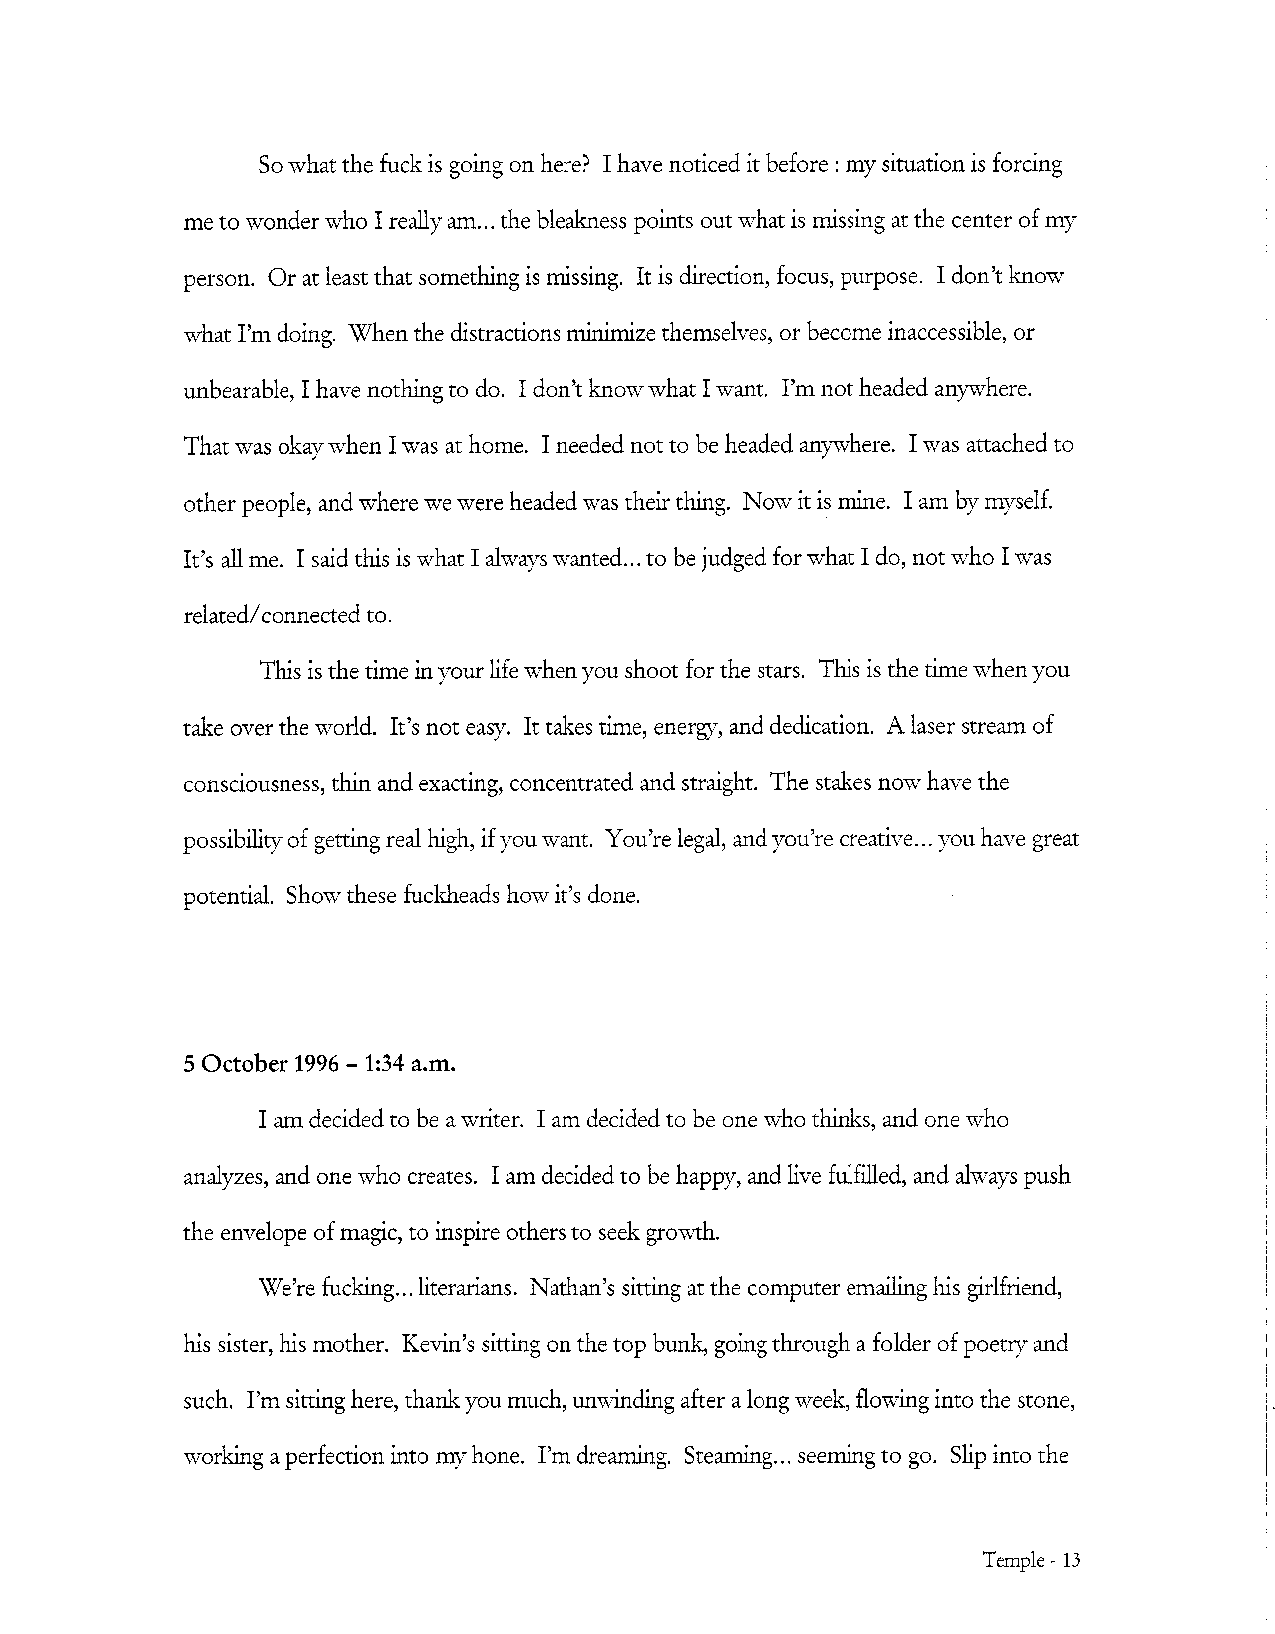 So what the fuck is going on here? I have noticed it before : my situation is forcing
me to wonder who I really am... the bleakness points out what is missing at the center of my
person. Or at least that something is missing. It is direction, focus, purpose. I don't know
what I'm doing. When the distractions minimize themselves, or become inaccessible, or
unbearable, I have nothing to do. I don't know what I want. I'm not headed anywhere.
That was okay when I was at home. I needed not to be headed anywhere. I was attached to
other people, and where we were headed was their thing. Now it is mine. I am by myself.
It's all me. I said this is what I always wanted... to be judged for what I do, not who I was
related/connected to.
This is the time in your life when you shoot for the stars. This is the time when you
take over the world. It's not easy. It takes time, energy, and dedication. A laser stream of
consciousness, thin and exacting, concentrated and straight. The stakes now have the
possibility of getting real high, if you want. You're legal, and you're creative... you have great
potential. Show these fuckheads how it's done.
5 October 1996 – 1:34 a.m.
I am decided to be a writer. I am decided to be one who thinks, and one who
analyzes, and one who creates. I am decided to be happy, and live fulfilled, and always push
the envelope of magic, to inspire others to seek growth.
We're fucking... literarians. Nathan's sitting at the computer emailing his girlfriend,
his sister, his mother. Kevin's sitting on the top bunk, going through a folder of poetry and
such. I'm sitting here, thank you much, unwinding after a long week, flowing into the stone,
working a perfection into my hone. I'm dreaming. Steaming... seeming to go. Slip into the
Temple - 13